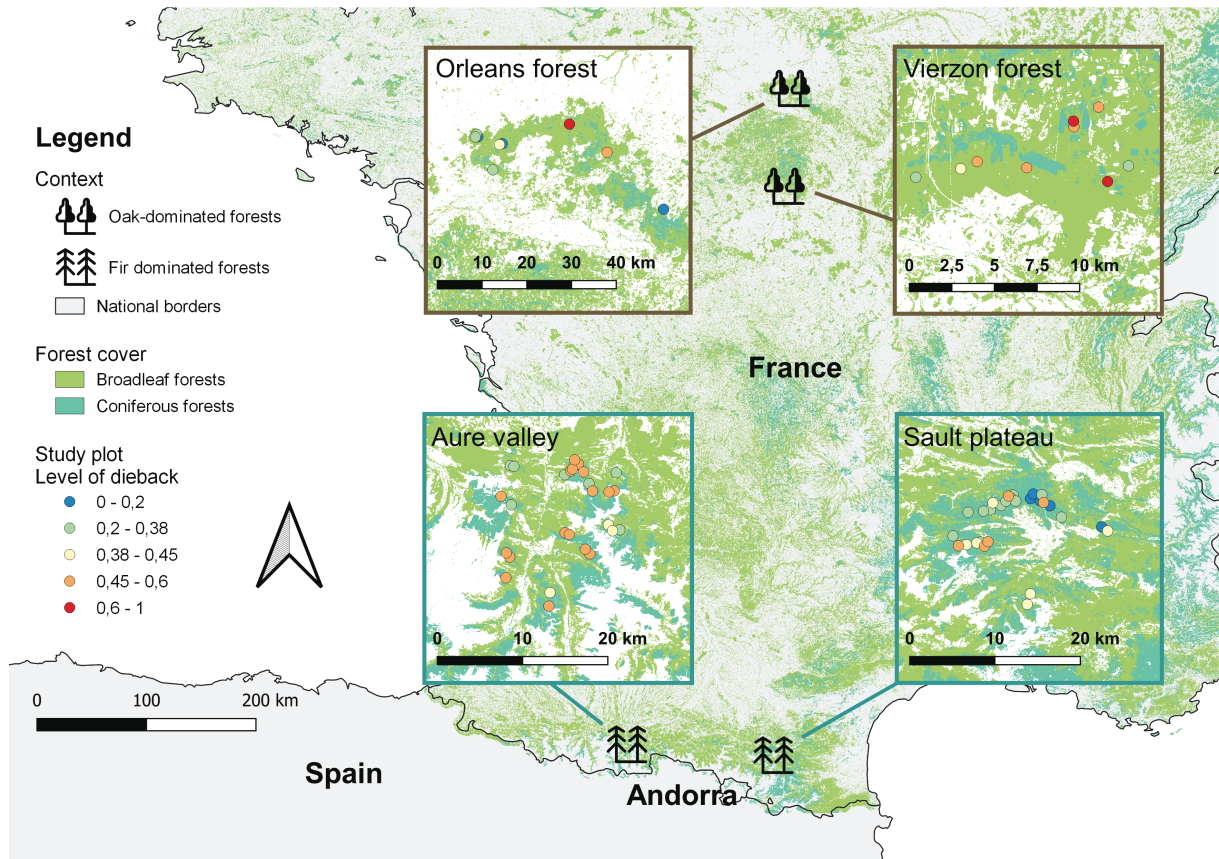 Orleans forest
0 10 20 30 40 km
Vierzon forest
0 2,5 5 7,5 10 km
Legend
Context
Oak-dominated forests
Fir dominated forests
National borders
Forest cover
Broadleaf forests
Coniferous forests
Study plot
Level of dieback
0 - 0,2
0,2 - 0,38
0,38 - 0,45
0,45 - 0,6
0,6 - 1
France
Aure valley
0 10 20 km
Sault plateau
0 10 20 km
0 100 200 km
Spain
Andorra